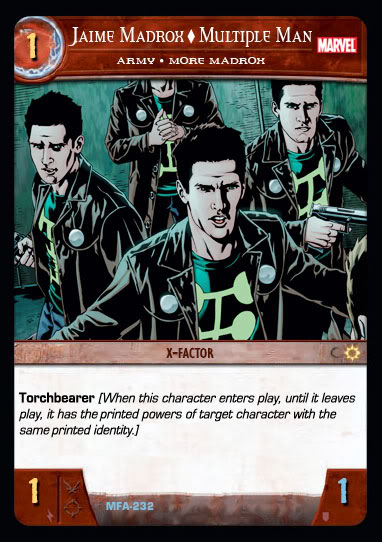 1
Jaime Madrox ♦ Multiple Man
MARVEL
ARMY • MORE MADROX
X-FACTOR
C
Torchbearer [When this character enters play, until it leaves
play, it has the printed powers of target character with the
same printed identity.]
1
MFA-232
1